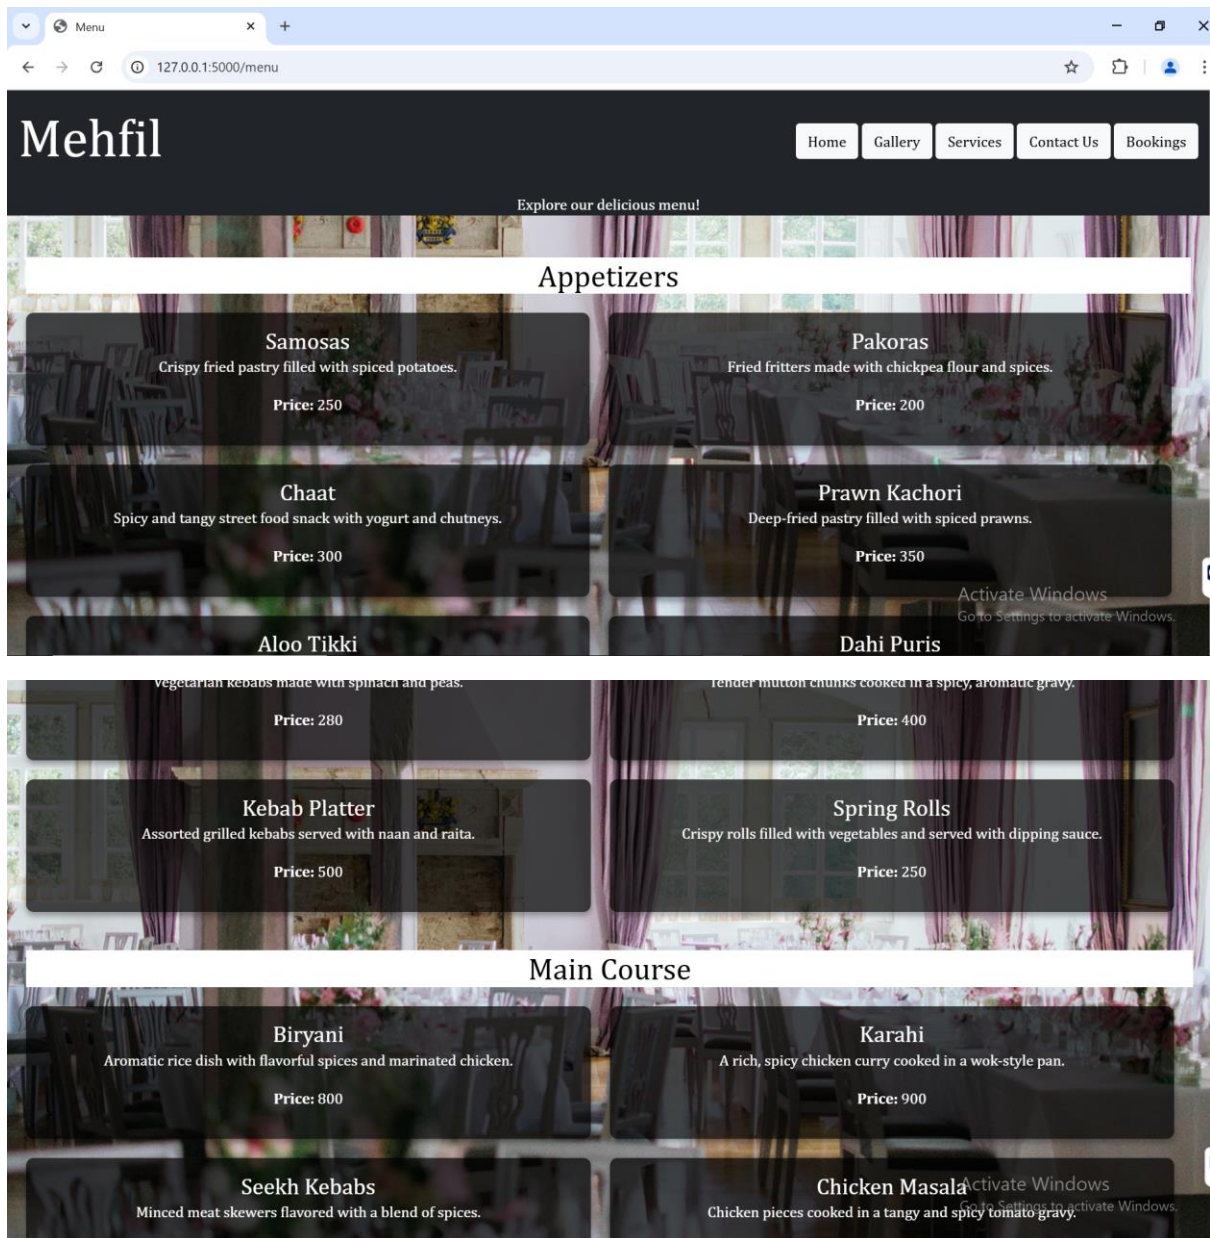 Menu
127.0.0.1:5000/menu
Mehfil
Home Gallery Services Contact Us Bookings
Explore our delicious menu!
Appetizers
Samosas
Crispy fried pastry filled with spiced potatoes.
Price: 250
Pakoras
Fried fritters made with chickpea flour and spices.
Price: 200
Chaat
Spicy and tangy street food snack with yogurt and chutneys.
Price: 300
Prawn Kachori
Deep-fried pastry filled with spiced prawns.
Price: 350
Activate Windows
Go to Settings to activate Windows.
Aloo Tikki
Dahi Puris
Vegetarian kebabs made with spinach and peas.
Price: 280
Tender mutton chunks cooked in a spicy, aromatic gravy.
Price: 400
Kebab Platter
Assorted grilled kebabs served with naan and raita.
Price: 500
Spring Rolls
Crispy rolls filled with vegetables and served with dipping sauce.
Price: 250
Main Course
Biryani
Aromatic rice dish with flavorful spices and marinated chicken.
Price: 800
Karahi
A rich, spicy chicken curry cooked in a wok-style pan.
Price: 900
Seekh Kebabs
Minced meat skewers flavored with a blend of spices.
Chicken Masala
Chicken pieces cooked in a tangy and spicy tomato gravy.
Activate Windows
Go to Settings to activate Windows.